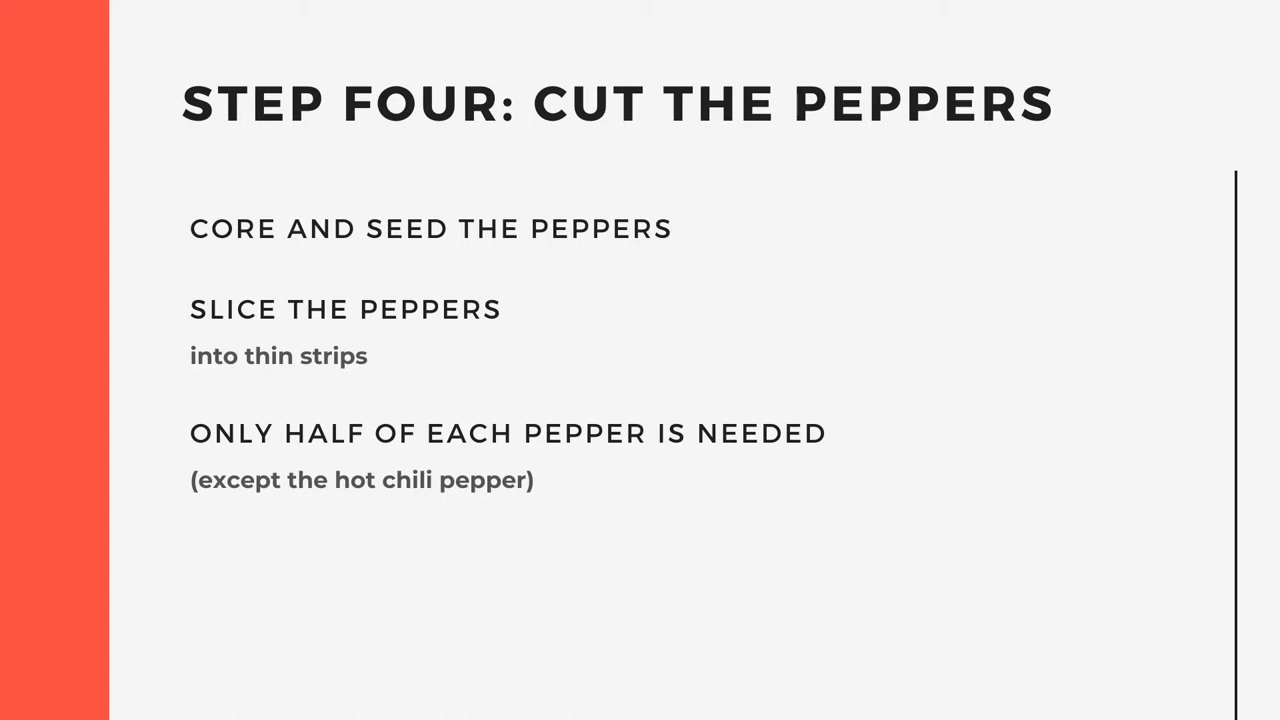 STEP FOUR: CUT THE PEPPERS
CORE AND SEED THE PEPPERS
SLICE THE PEPPERS
into thin strips
ONLY HALF OF EACH PEPPER IS NEEDED
(except the hot chili pepper)